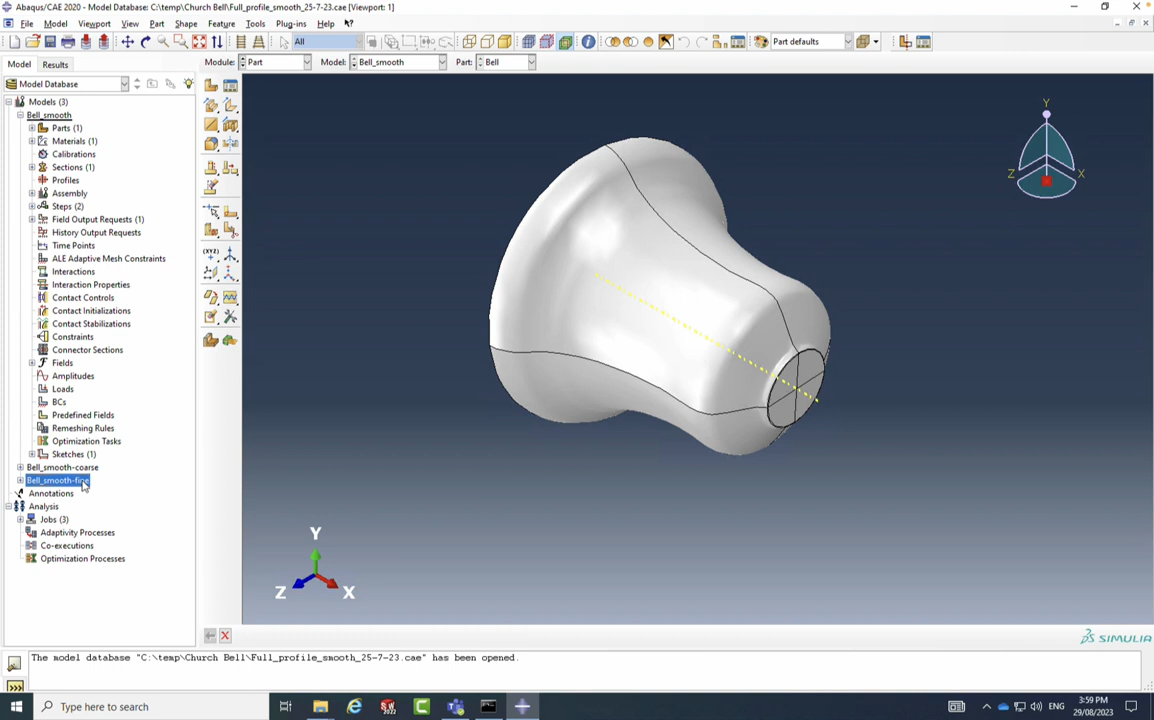 Abaqus/CAE 2020 - Model Database: C:\temp\Church Bell\Full_profile_smooth_25-7-23.cae [Viewport: 1]
File Model Viewport View Part Shape Feature Tools Plug-ins Help
All Part defaults
Model Results Module: Part Model: Bell_smooth Part: Bell
Model Database
Models (3)
Bell_smooth
Parts (1)
Materials (1)
Calibrations
Sections (1)
Profiles
Assembly
Steps (2)
Field Output Requests (1)
History Output Requests
Time Points
ALE Adaptive Mesh Constraints
Interactions
Interaction Properties
Contact Controls
Contact Initializations
Contact Stabilizations
Constraints
Connector Sections
Fields
Amplitudes
Loads
BCs
Predefined Fields
Remeshing Rules
Optimization Tasks
Sketches (1)
Bell_smooth-coarse
Bell_smooth-fine
Annotations
Analysis
Jobs (3)
Adaptivity Processes
Co-executions
Optimization Processes
(XYZ)
Y
Z X
Y
Z X
SIMULIA
The model database "C:\temp\Church Bell\Full_profile_smooth_25-7-23.cae" has been opened.
>>>
Type here to search
ENG
3:59 PM
29/08/2023